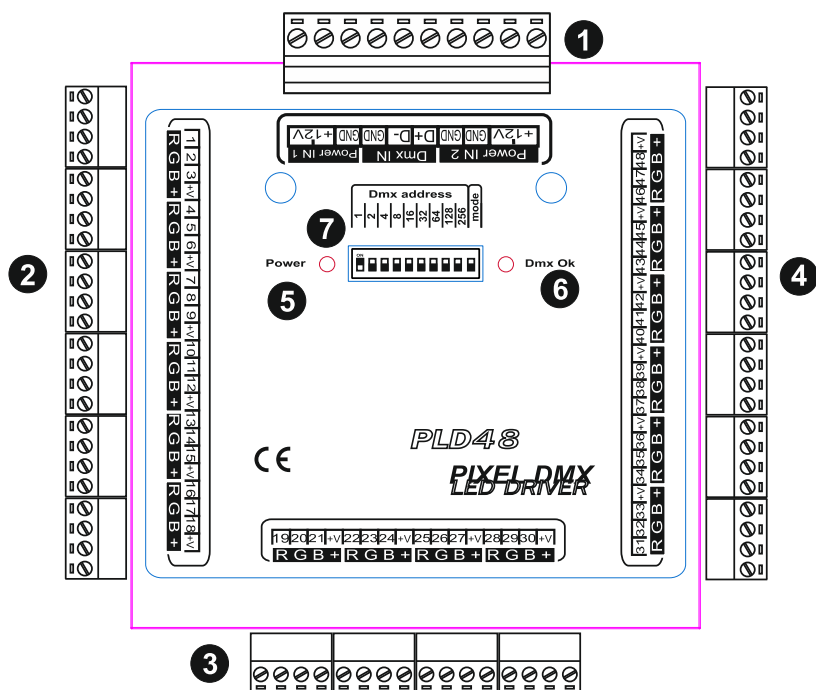 1
+12V GND GND D- D+ GND GND +12V
Power IN 1 Dmx IN Power IN 2
Dmx address
1 2 4 8 16 32 64 128 256 mode
7
ON
Power
Dmx Ok
5
6
2
1 2 3 +V 4 5 6 +V 7 8 9 +V 10 11 12 +V 13 14 15 +V 16 17 18 +V
R G B + R G B + R G B + R G B + R G B + R G B +
4
31 32 33 +V 34 35 36 +V 37 38 39 +V 40 41 42 +V 43 44 45 +V 46 47 48 +V
R G B + R G B + R G B + R G B + R G B + R G B +
PLD48
CE
PIXEL DMX
LED DRIVER
19 20 21 +V 22 23 24 +V 25 26 27 +V 28 29 30 +V
R G B + R G B + R G B + R G B +
3